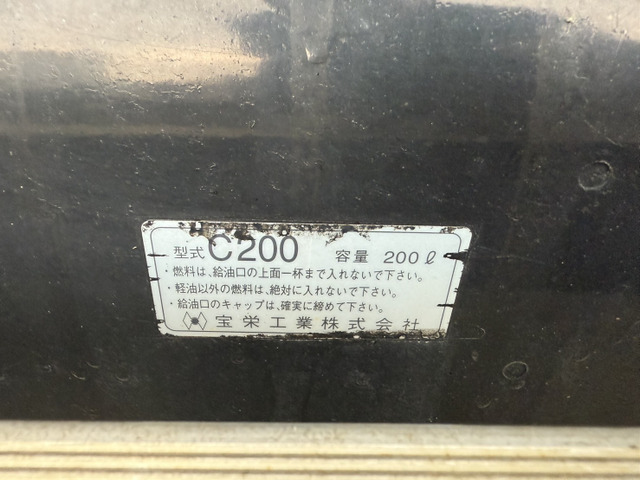 型式 C200 容量 200ℓ
・燃料は、給油口の上面一杯まで入れないで下さい。
・軽油以外の燃料は、絶対に入れないで下さい。
・給油口のキャップは、確実に締めて下さい。
宝栄工業株式会社